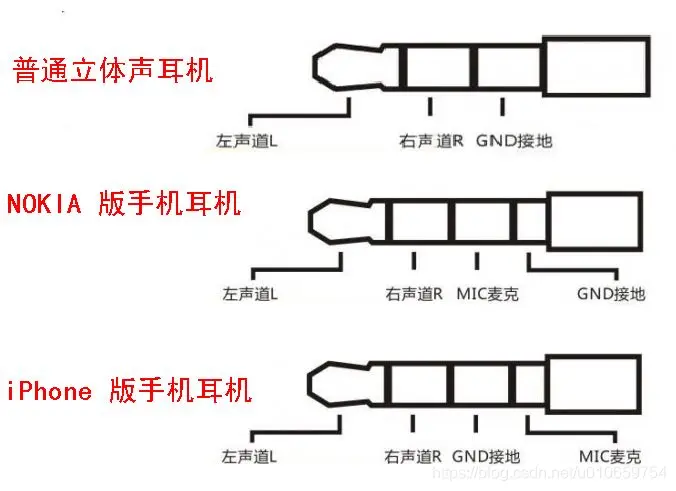 普通立体声耳机
左声道L 右声道R GND接地
NOKIA 版手机耳机
左声道L 右声道R MIC麦克 GND接地
iPhone 版手机耳机
左声道L 右声道R GND接地 MIC麦克
https://blog.csdn.net/u010659754